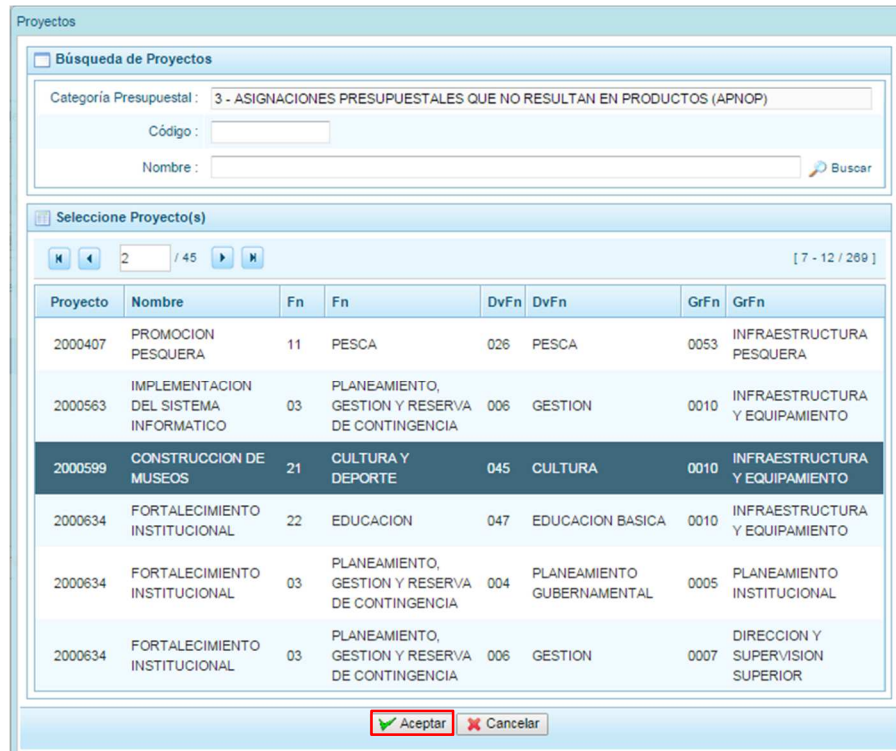 Proyectos
Búsqueda de Proyectos
Categoría Presupuestal : 3 - ASIGNACIONES PRESUPUESTALES QUE NO RESULTAN EN PRODUCTOS (APNOP)
Código :
Nombre : Buscar
Seleccione Proyecto(s)
2 / 45 [ 7 - 12 / 269 ]
Proyecto Nombre Fn Fn DvFn DvFn GrFn GrFn
2000407 PROMOCION PESQUERA 11 PESCA 026 PESCA 0053 INFRAESTRUCTURA PESQUERA
2000563 IMPLEMENTACION DEL SISTEMA INFORMATICO 03 PLANEAMIENTO, GESTION Y RESERVA DE CONTINGENCIA 006 GESTION 0010 INFRAESTRUCTURA Y EQUIPAMIENTO
2000599 CONSTRUCCION DE MUSEOS 21 CULTURA Y DEPORTE 045 CULTURA 0010 INFRAESTRUCTURA Y EQUIPAMIENTO
2000634 FORTALECIMIENTO INSTITUCIONAL 22 EDUCACION 047 EDUCACION BASICA 0010 INFRAESTRUCTURA Y EQUIPAMIENTO
2000634 FORTALECIMIENTO INSTITUCIONAL 03 PLANEAMIENTO, GESTION Y RESERVA DE CONTINGENCIA 004 PLANEAMIENTO GUBERNAMENTAL 0005 PLANEAMIENTO INSTITUCIONAL
2000634 FORTALECIMIENTO INSTITUCIONAL 03 PLANEAMIENTO, GESTION Y RESERVA DE CONTINGENCIA 006 GESTION 0007 DIRECCION Y SUPERVISION SUPERIOR
Aceptar Cancelar